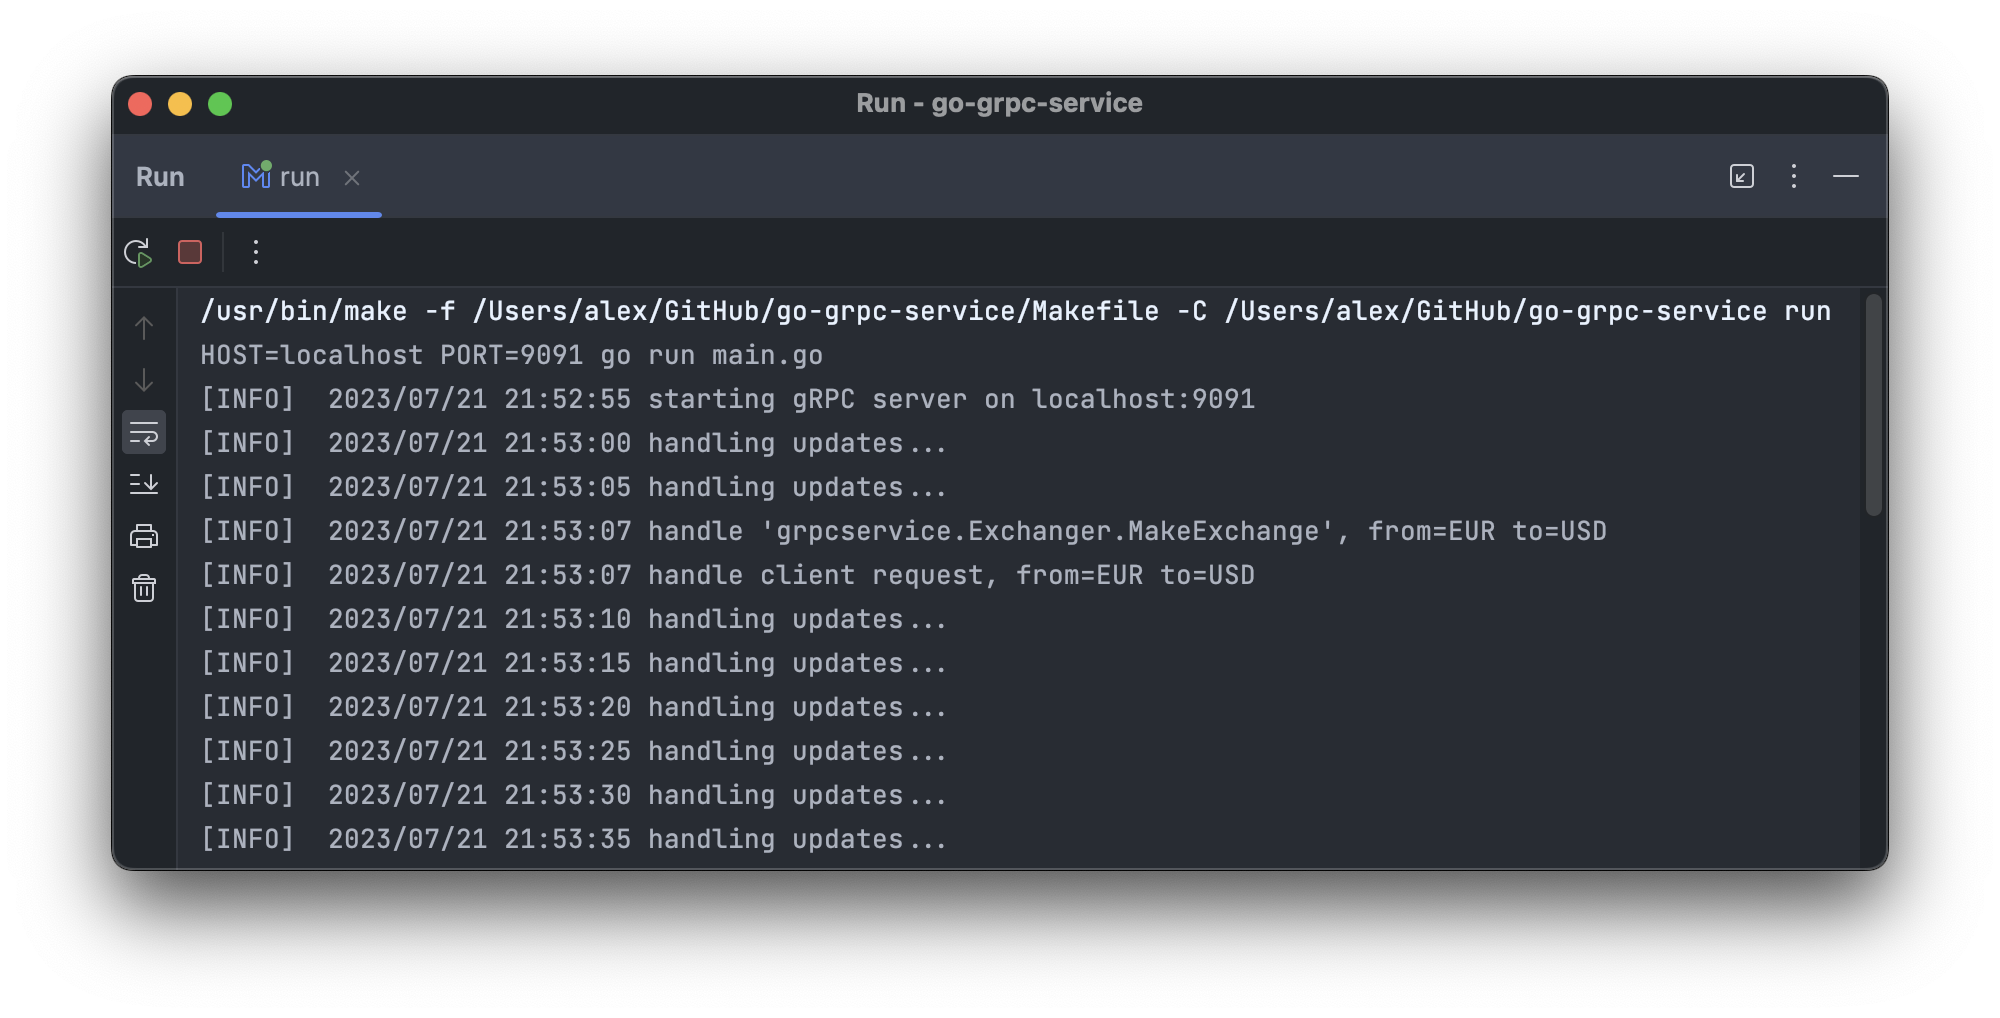 Run - go-grpc-service
Run run
/usr/bin/make -f /Users/alex/GitHub/go-grpc-service/Makefile -C /Users/alex/GitHub/go-grpc-service run
HOST=localhost PORT=9091 go run main.go
[INFO]  2023/07/21 21:52:55 starting gRPC server on localhost:9091
[INFO]  2023/07/21 21:53:00 handling updates...
[INFO]  2023/07/21 21:53:05 handling updates...
[INFO]  2023/07/21 21:53:07 handle 'grpcservice.Exchanger.MakeExchange', from=EUR to=USD
[INFO]  2023/07/21 21:53:07 handle client request, from=EUR to=USD
[INFO]  2023/07/21 21:53:10 handling updates...
[INFO]  2023/07/21 21:53:15 handling updates...
[INFO]  2023/07/21 21:53:20 handling updates...
[INFO]  2023/07/21 21:53:25 handling updates...
[INFO]  2023/07/21 21:53:30 handling updates...
[INFO]  2023/07/21 21:53:35 handling updates...